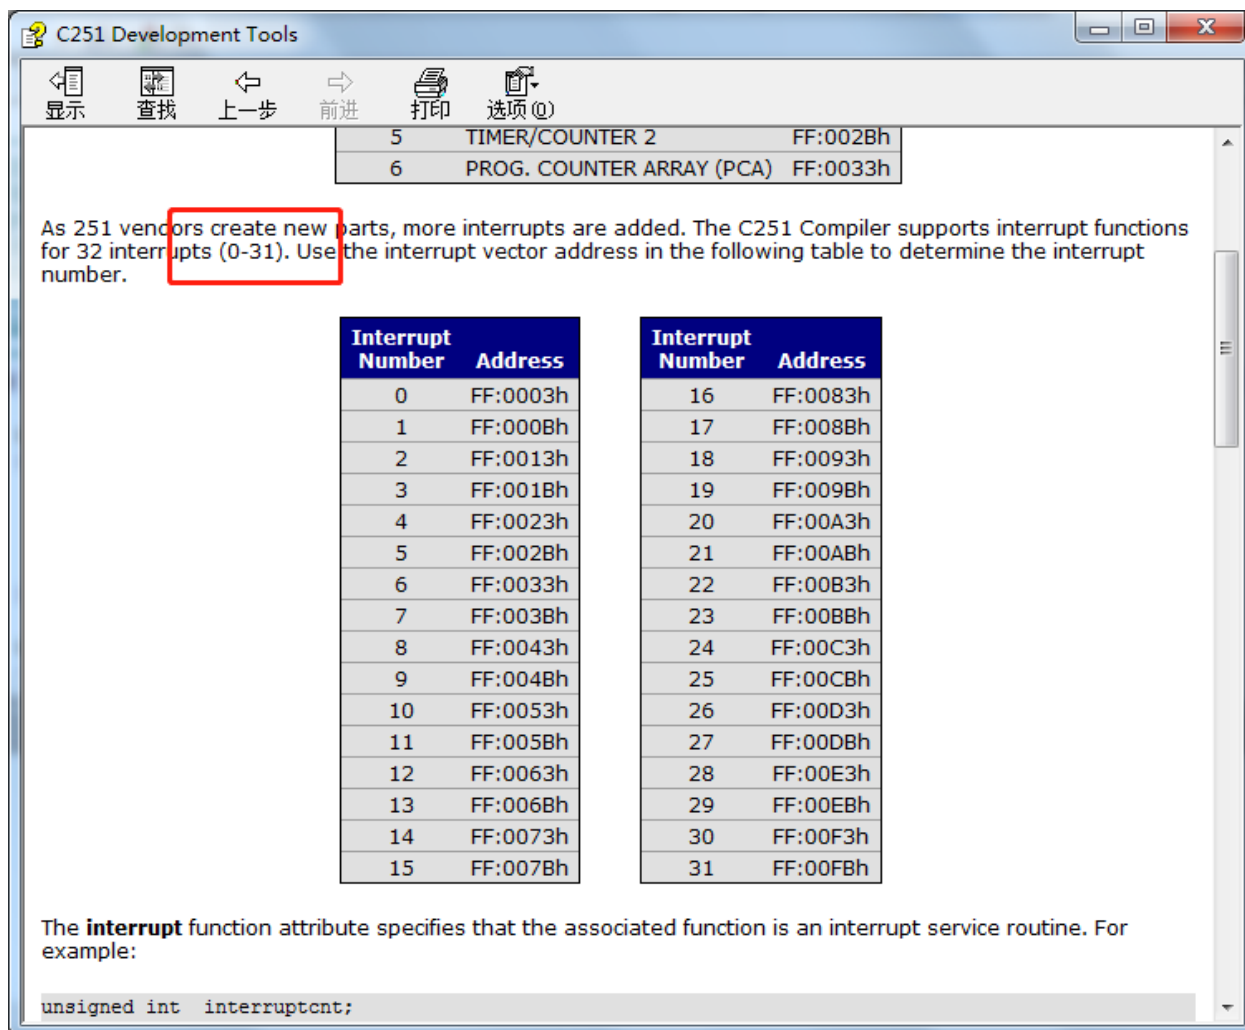 C251 Development Tools
显示 查找 上一步 前进 打印 选项(O)
5 TIMER/COUNTER 2 FF:002Bh
6 PROG. COUNTER ARRAY (PCA) FF:0033h
As 251 vendors create new parts, more interrupts are added. The C251 Compiler supports interrupt functions
for 32 interrupts (0-31). Use the interrupt vector address in the following table to determine the interrupt
number.
Interrupt
Number Address
0 FF:0003h
1 FF:000Bh
2 FF:0013h
3 FF:001Bh
4 FF:0023h
5 FF:002Bh
6 FF:0033h
7 FF:003Bh
8 FF:0043h
9 FF:004Bh
10 FF:0053h
11 FF:005Bh
12 FF:0063h
13 FF:006Bh
14 FF:0073h
15 FF:007Bh
Interrupt
Number Address
16 FF:0083h
17 FF:008Bh
18 FF:0093h
19 FF:009Bh
20 FF:00A3h
21 FF:00ABh
22 FF:00B3h
23 FF:00BBh
24 FF:00C3h
25 FF:00CBh
26 FF:00D3h
27 FF:00DBh
28 FF:00E3h
29 FF:00EBh
30 FF:00F3h
31 FF:00FBh
The interrupt function attribute specifies that the associated function is an interrupt service routine. For
example:
unsigned int interruptcnt;